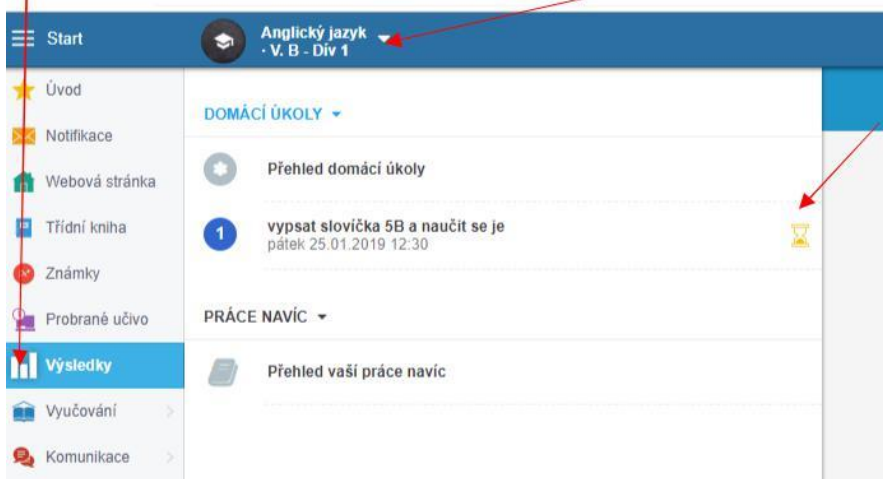 Start
Anglický jazyk
· V. B - Dív 1
Úvod
Notifikace
Webová stránka
Třídní kniha
Známky
Probrané učivo
Výsledky
Vyučování
Komunikace
DOMÁCÍ ÚKOLY
Přehled domácí úkoly
1
vypsat slovíčka 5B a naučit se je
pátek 25.01.2019 12:30
PRÁCE NAVÍC
Přehled vaší práce navíc